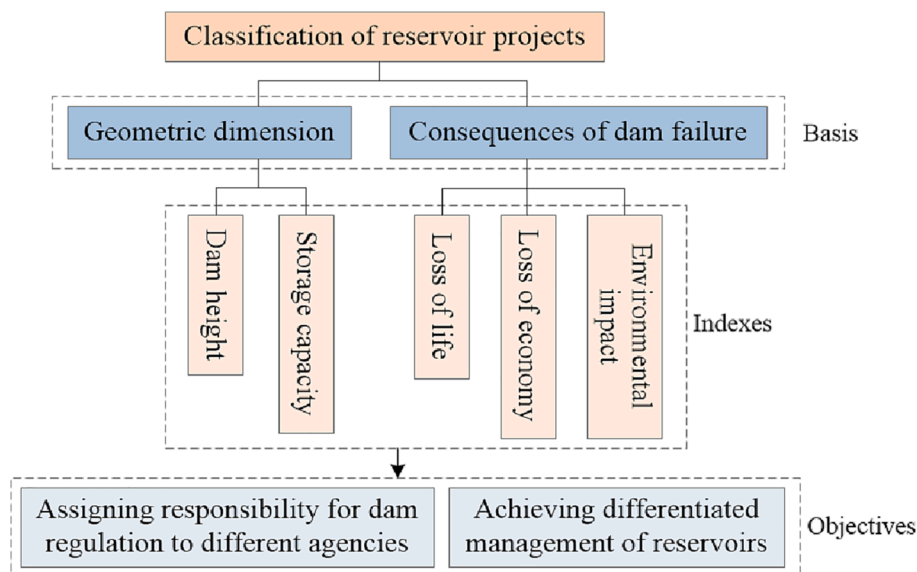 Classification of reservoir projects
Geometric dimension
Consequences of dam failure
Basis
Dam height
Storage capacity
Loss of life
Loss of economy
Environmental
impact
Indexes
Assigning responsibility for dam
regulation to different agencies
Achieving differentiated
management of reservoirs
Objectives